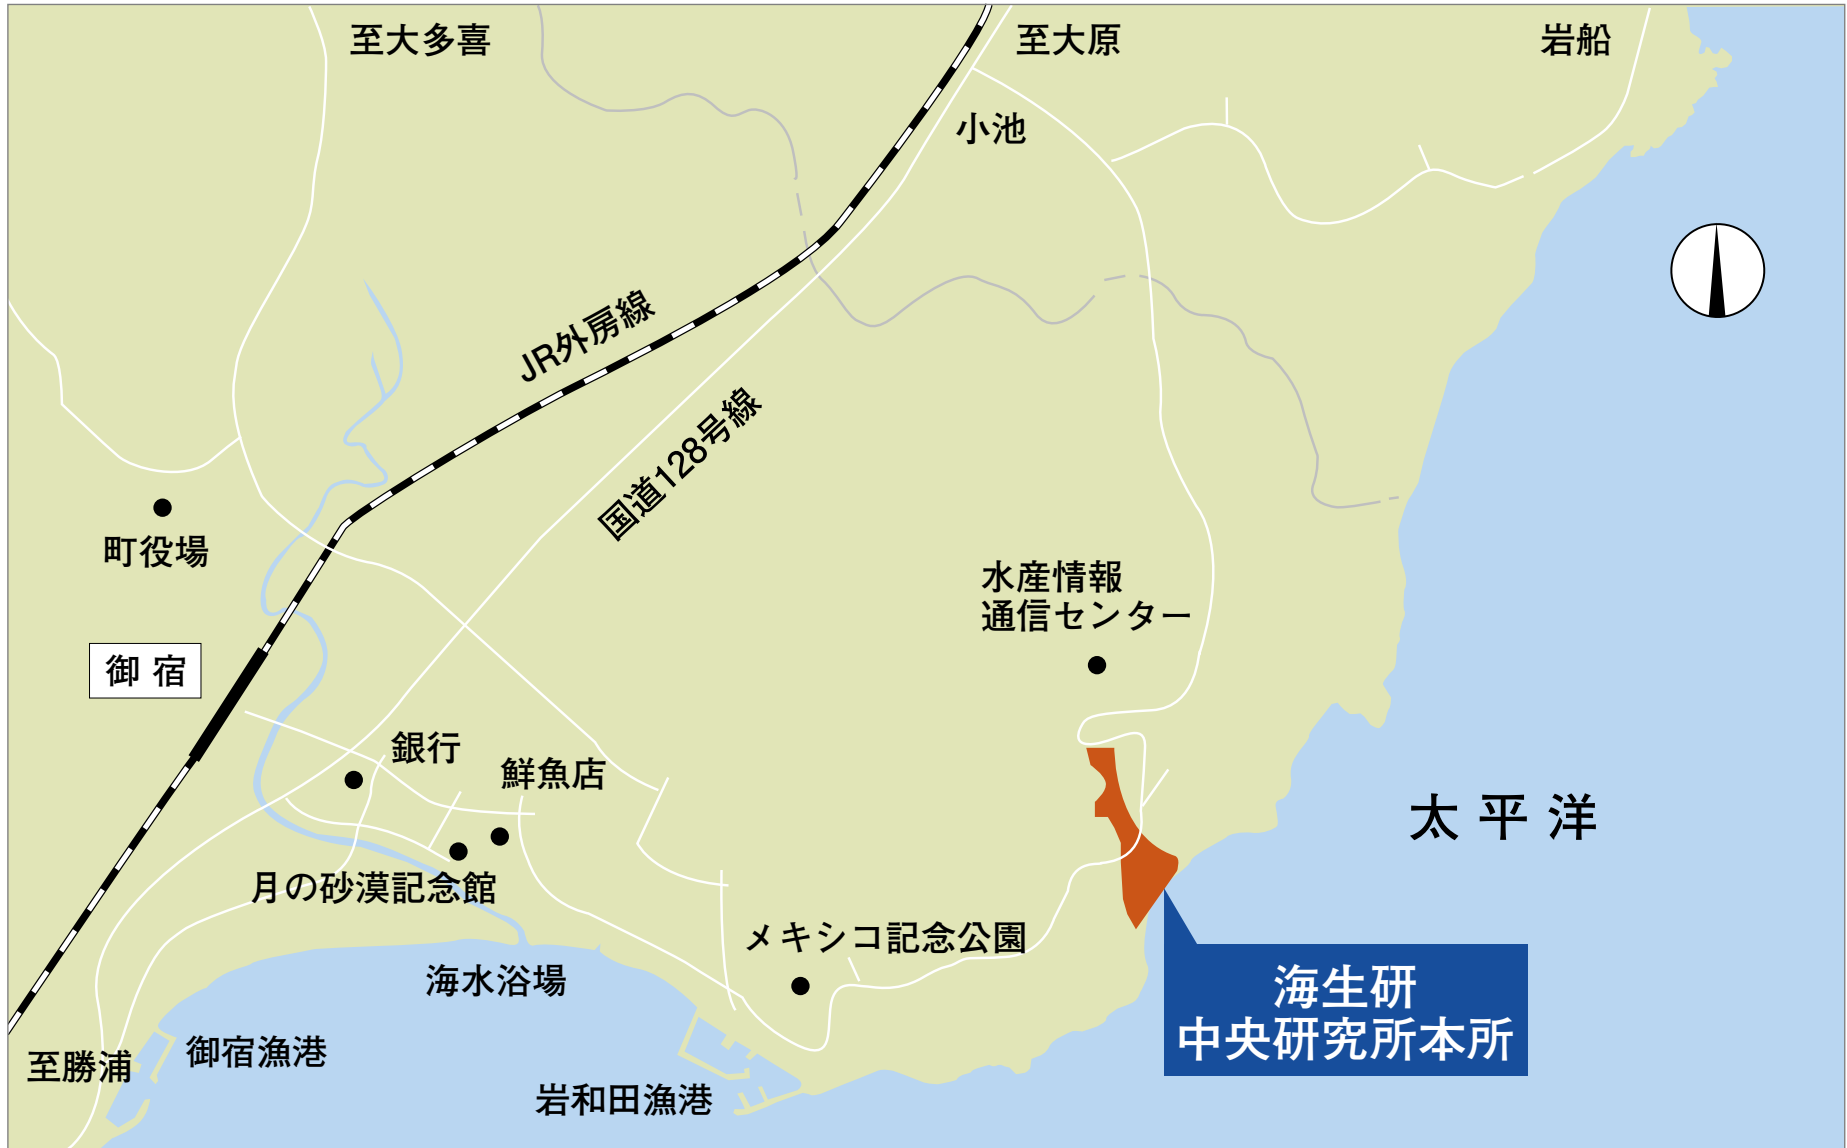 至大多喜
至大原
岩船
小池
JR外房線
国道128号線
町役場
水産情報
通信センター
御宿
銀行
鮮魚店
太平洋
月の砂漠記念館
メキシコ記念公園
海水浴場
海生研
中央研究所本所
御宿漁港
至勝浦
岩和田漁港